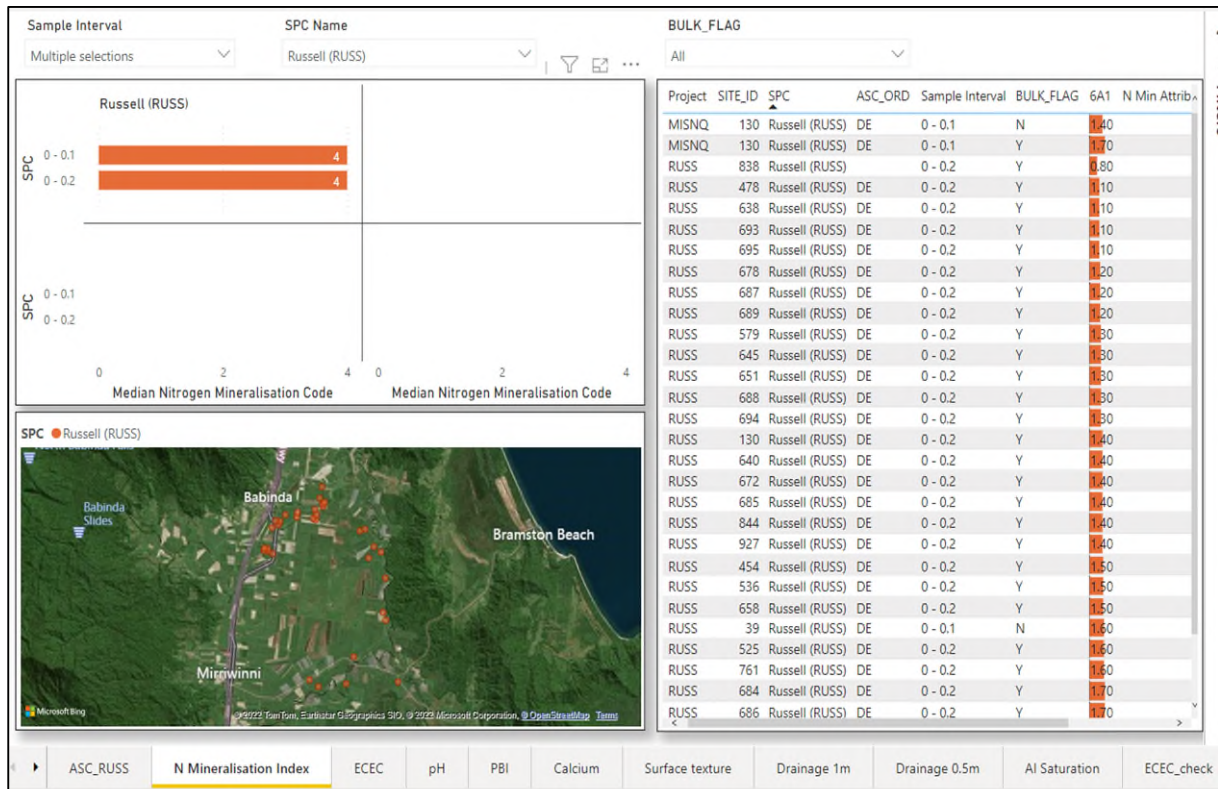 Sample Interval
Multiple selections
SPC Name
Russell (RUSS)
BULK_FLAG
All
Russell (RUSS)
SPC
0 - 0.1 4
0 - 0.2 4
SPC
0 - 0.1
0 - 0.2
0 2 4 0 2 4
Median Nitrogen Mineralisation Code Median Nitrogen Mineralisation Code
SPC Russell (RUSS)
Babinda
Babinda
Slides
Bramston Beach
Mirriwinni
Microsoft Bing
© 2022 TomTom, Earthstar Geographics SIO, © 2022 Microsoft Corporation, © OpenStreetMap Terms
Project SITE_ID SPC ASC_ORD Sample Interval BULK_FLAG 6A1 N Min Attrib
MISNQ 130 Russell (RUSS) DE 0 - 0.1 N 1.40
MISNQ 130 Russell (RUSS) DE 0 - 0.1 Y 1.70
RUSS 838 Russell (RUSS) 0 - 0.2 Y 0.80
RUSS 478 Russell (RUSS) DE 0 - 0.2 Y 1.10
RUSS 638 Russell (RUSS) DE 0 - 0.2 Y 1.10
RUSS 693 Russell (RUSS) DE 0 - 0.2 Y 1.10
RUSS 695 Russell (RUSS) DE 0 - 0.2 Y 1.10
RUSS 678 Russell (RUSS) DE 0 - 0.2 Y 1.20
RUSS 687 Russell (RUSS) DE 0 - 0.2 Y 1.20
RUSS 689 Russell (RUSS) DE 0 - 0.2 Y 1.20
RUSS 579 Russell (RUSS) DE 0 - 0.2 Y 1.30
RUSS 645 Russell (RUSS) DE 0 - 0.2 Y 1.30
RUSS 651 Russell (RUSS) DE 0 - 0.2 Y 1.30
RUSS 688 Russell (RUSS) DE 0 - 0.2 Y 1.30
RUSS 694 Russell (RUSS) DE 0 - 0.2 Y 1.30
RUSS 130 Russell (RUSS) DE 0 - 0.2 Y 1.40
RUSS 640 Russell (RUSS) DE 0 - 0.2 Y 1.40
RUSS 672 Russell (RUSS) DE 0 - 0.2 Y 1.40
RUSS 685 Russell (RUSS) DE 0 - 0.2 Y 1.40
RUSS 844 Russell (RUSS) DE 0 - 0.2 Y 1.40
RUSS 927 Russell (RUSS) DE 0 - 0.2 Y 1.40
RUSS 454 Russell (RUSS) DE 0 - 0.2 Y 1.50
RUSS 536 Russell (RUSS) DE 0 - 0.2 Y 1.50
RUSS 658 Russell (RUSS) DE 0 - 0.2 Y 1.50
RUSS 39 Russell (RUSS) DE 0 - 0.1 N 1.60
RUSS 525 Russell (RUSS) DE 0 - 0.2 Y 1.60
RUSS 761 Russell (RUSS) DE 0 - 0.2 Y 1.60
RUSS 684 Russell (RUSS) DE 0 - 0.2 Y 1.70
RUSS 686 Russell (RUSS) DE 0 - 0.2 Y 1.70
ASC_RUSS N Mineralisation Index ECEC pH PBI Calcium Surface texture Drainage 1m Drainage 0.5m Al Saturation ECEC_check